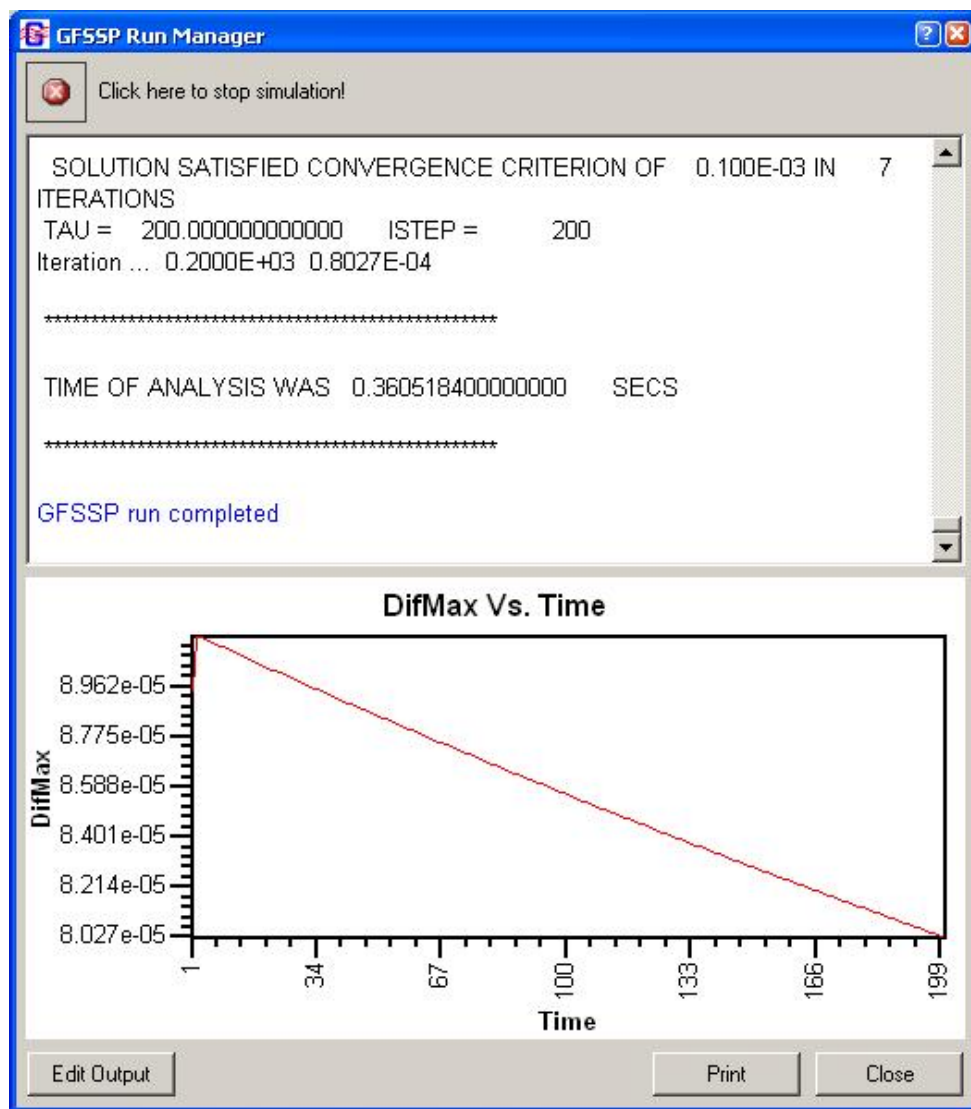 GFSSP Run Manager
Click here to stop simulation!
SOLUTION SATISFIED CONVERGENCE CRITERION OF 0.100E-03 IN 7
ITERATIONS
TAU = 200.000000000000 ISTEP = 200
Iteration ... 0.2000E+03 0.8027E-04
*************************************************
TIME OF ANALYSIS WAS 0.360518400000000 SECS
*************************************************
GFSSP run completed
DifMax Vs. Time
8.962e-05
8.775e-05
8.588e-05
8.401e-05
8.214e-05
8.027e-05
DifMax
1 34 67 100 133 166 199
Time
Edit Output Print Close